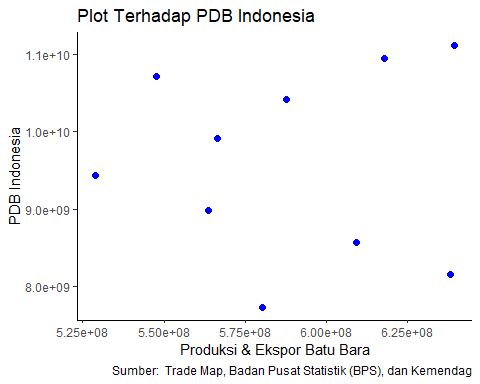 Plot Terhadap PDB Indonesia
1.1e+10
1.0e+10
9.0e+09
8.0e+09
PDB Indonesia
5.25e+08 5.50e+08 5.75e+08 6.00e+08 6.25e+08
Produksi & Ekspor Batu Bara
Sumber: Trade Map, Badan Pusat Statistik (BPS), dan Kemendag